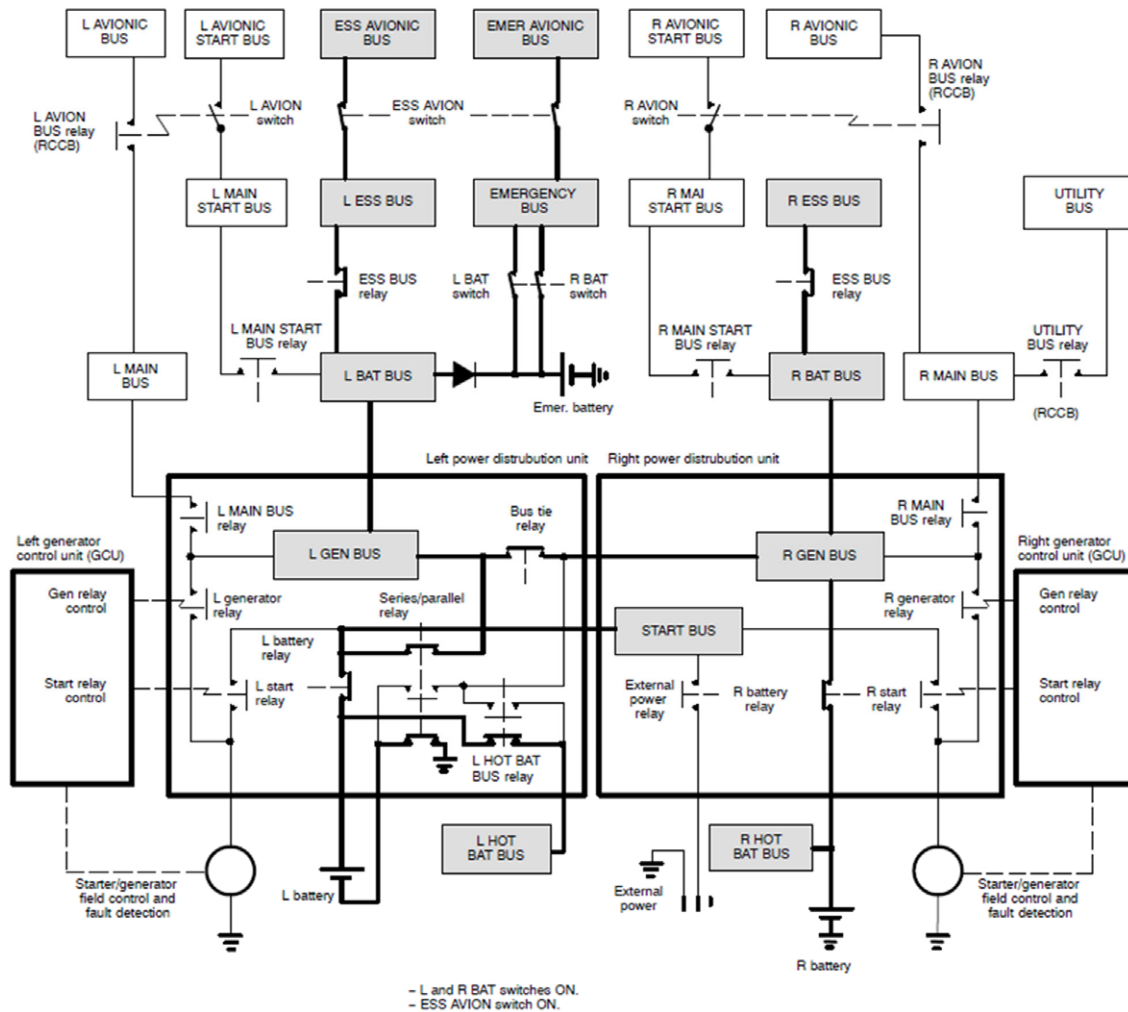 L AVIONIC
BUS
L AVIONIC
START BUS
ESS AVIONIC
BUS
EMER AVIONIC
BUS
R AVIONIC
START BUS
R AVIONIC
BUS
L AVION
BUS relay
(RCCB)
L AVION
switch
ESS AVION
switch
R AVION
switch
R AVION
BUS relay
(RCCB)
L MAIN
START BUS
L ESS BUS
EMERGENCY
BUS
R MAI
START BUS
R ESS BUS
UTILITY
BUS
ESS BUS
relay
L BAT
switch
R BAT
switch
ESS BUS
relay
L MAIN START
BUS relay
R MAIN START
BUS relay
UTILITY
BUS relay
L MAIN
BUS
L BAT BUS
R BAT BUS
R MAIN BUS
Emer. battery
(RCCB)
Left power distrubution unit
Right power distrubution unit
L MAIN BUS
relay
Bus tie
relay
R MAIN
BUS relay
Left generator
control unit (GCU)
L GEN BUS
R GEN BUS
Right generator
control unit (GCU)
Gen relay
control
L generator
relay
Series/parallel
relay
R generator
relay
Gen relay
control
L battery
relay
START BUS
Start relay
control
L start
relay
External
power
relay
R battery
relay
R start
relay
Start relay
control
L HOT BAT
BUS relay
L HOT
BAT BUS
R HOT
BAT BUS
Starter/generator
field control and
fault detection
L battery
External
power
Starter/generator
field control and
fault detection
R battery
– L and R BAT switches ON.
– ESS AVION switch ON.